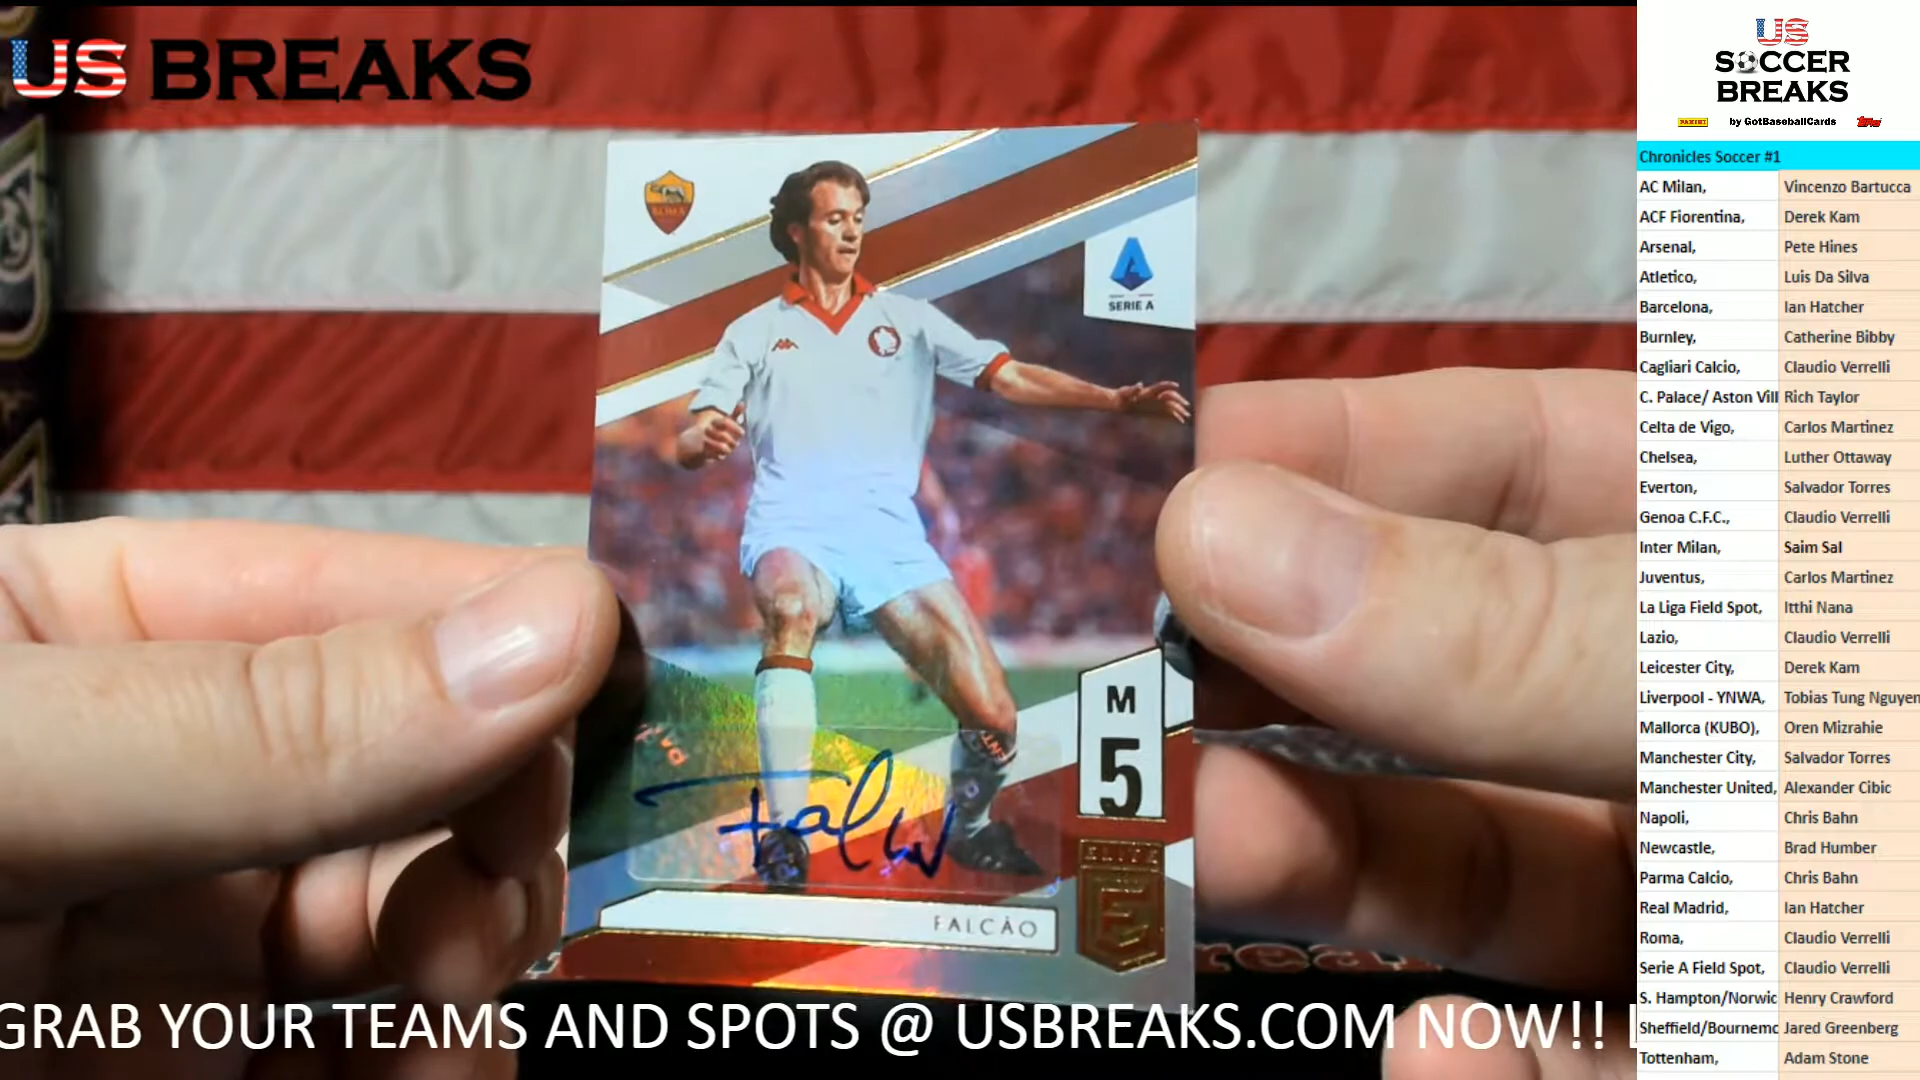 US BREAKS
ROMA
SERIE A
M
5
Falcao
ELITE
E
FALCÃO
GRAB YOUR TEAMS AND SPOTS @ USBREAKS.COM NOW!! L
US
SOCCER
BREAKS
PANINI by GotBaseballCards Topps
Chronicles Soccer #1
AC Milan, Vincenzo Bartucca
ACF Fiorentina, Derek Kam
Arsenal, Pete Hines
Atletico, Luis Da Silva
Barcelona, Ian Hatcher
Burnley, Catherine Bibby
Cagliari Calcio, Claudio Verrelli
C. Palace/ Aston Vill Rich Taylor
Celta de Vigo, Carlos Martinez
Chelsea, Luther Ottaway
Everton, Salvador Torres
Genoa C.F.C., Claudio Verrelli
Inter Milan, Saim Sal
Juventus, Carlos Martinez
La Liga Field Spot, Itthi Nana
Lazio, Claudio Verrelli
Leicester City, Derek Kam
Liverpool - YNWA, Tobias Tung Nguyen
Mallorca (KUBO), Oren Mizrahie
Manchester City, Salvador Torres
Manchester United, Alexander Cibic
Napoli, Chris Bahn
Newcastle, Brad Humber
Parma Calcio, Chris Bahn
Real Madrid, Ian Hatcher
Roma, Claudio Verrelli
Serie A Field Spot, Claudio Verrelli
S. Hampton/Norwic Henry Crawford
Sheffield/Bournemo Jared Greenberg
Tottenham, Adam Stone